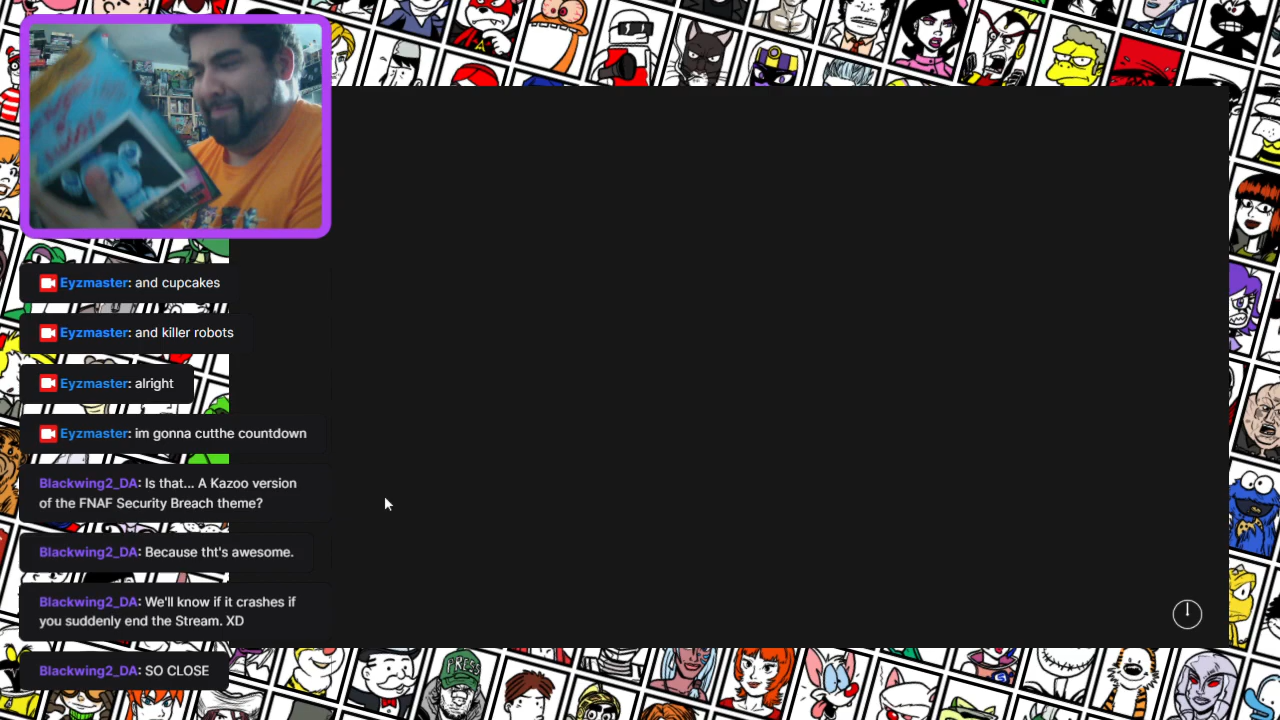 Eyzmaster: and cupcakes
Eyzmaster: and killer robots
Eyzmaster: alright
Eyzmaster: im gonna cutthe countdown
Blackwing2_DA: Is that... A Kazoo version
of the FNAF Security Breach theme?
Blackwing2_DA: Because tht's awesome.
Blackwing2_DA: We'll know if it crashes if
you suddenly end the Stream. XD
Blackwing2_DA: SO CLOSE
PRESS